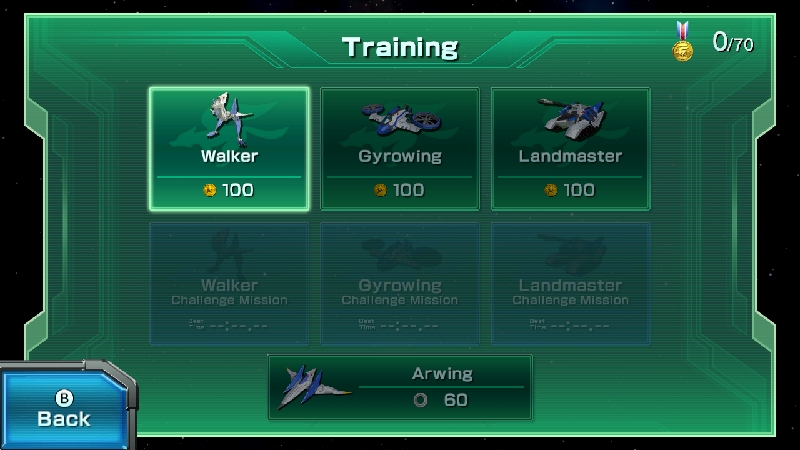 Training
0/70
Walker
100
Gyrowing
100
Landmaster
100
Walker
Challenge Mission
Best Time --:--.--
Gyrowing
Challenge Mission
Best Time --:--.--
Landmaster
Challenge Mission
Best Time --:--.--
Arwing
60
B
Back